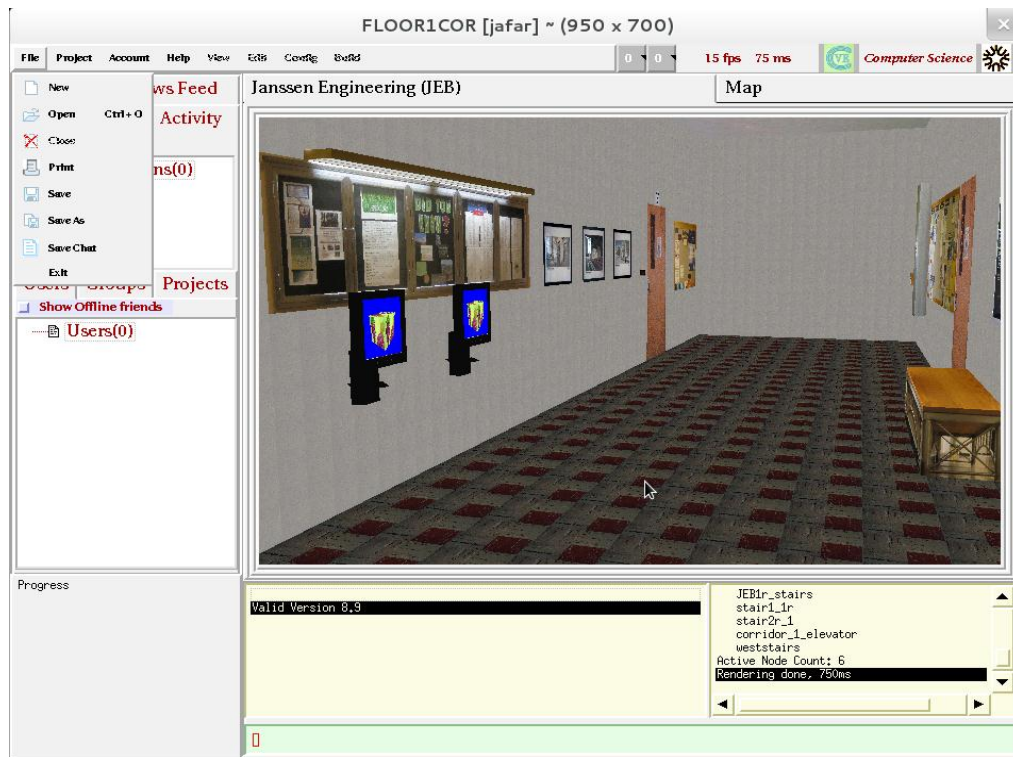 FLOOR1COR [jafar] ~ (950 x 700)
File Project Account Help View Edit Config Build 0 0 15 fps 75 ms CVE Computer Science
New
Open Ctrl+O
Close
Print
Save
Save As
Save Chat
Exit
ws Feed
Activity
ns(0)
Users Groups Projects
Show Offline friends
Users(0)
Janssen Engineering (JEB) Map
Progress
Valid Version 8.9
JEB1r_stairs
stair1_1r
stair2r_1
corridor_1_elevator
weststairs
Active Node Count: 6
Rendering done, 750ms